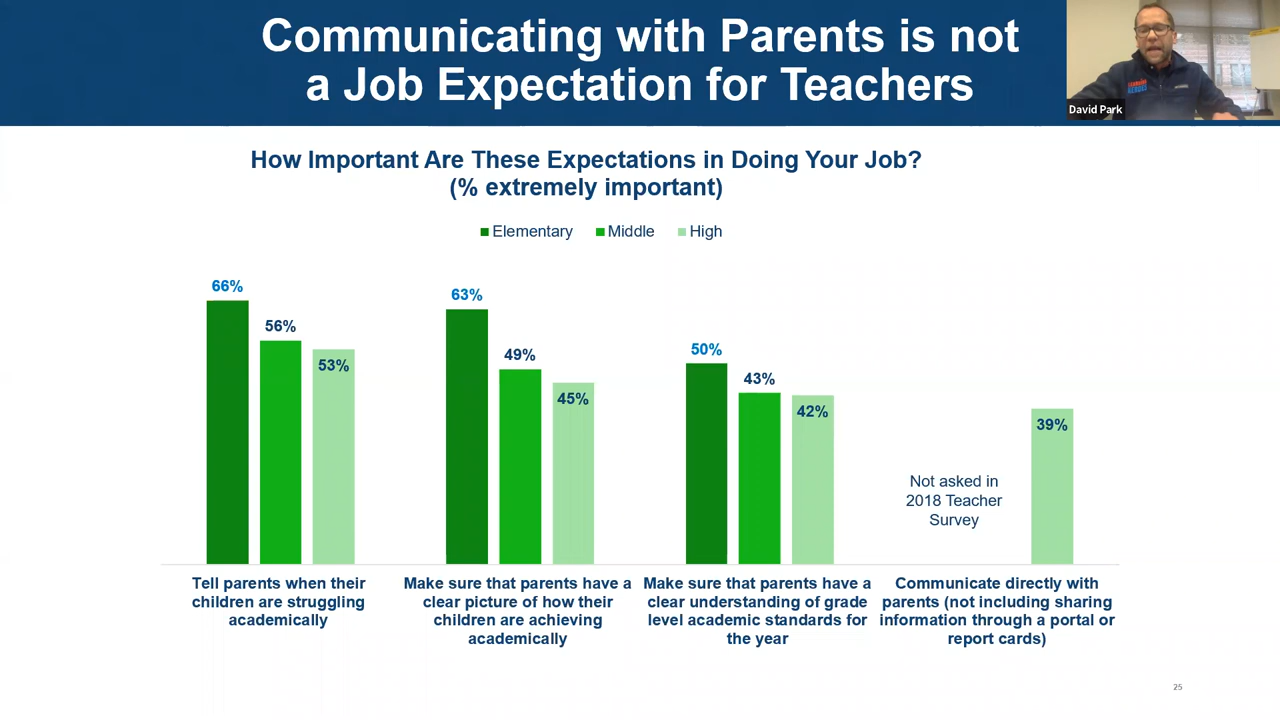 Communicating with Parents is not
a Job Expectation for Teachers
David Park
How Important Are These Expectations in Doing Your Job?
(% extremely important)
Elementary Middle High
66%
56%
53%
63%
49%
45%
50%
43%
42%
39%
Not asked in
2018 Teacher
Survey
Tell parents when their
children are struggling
academically
Make sure that parents have a
clear picture of how their
children are achieving
academically
Make sure that parents have a
clear understanding of grade
level academic standards for
the year
Communicate directly with
parents (not including sharing
information through a portal or
report cards)
25